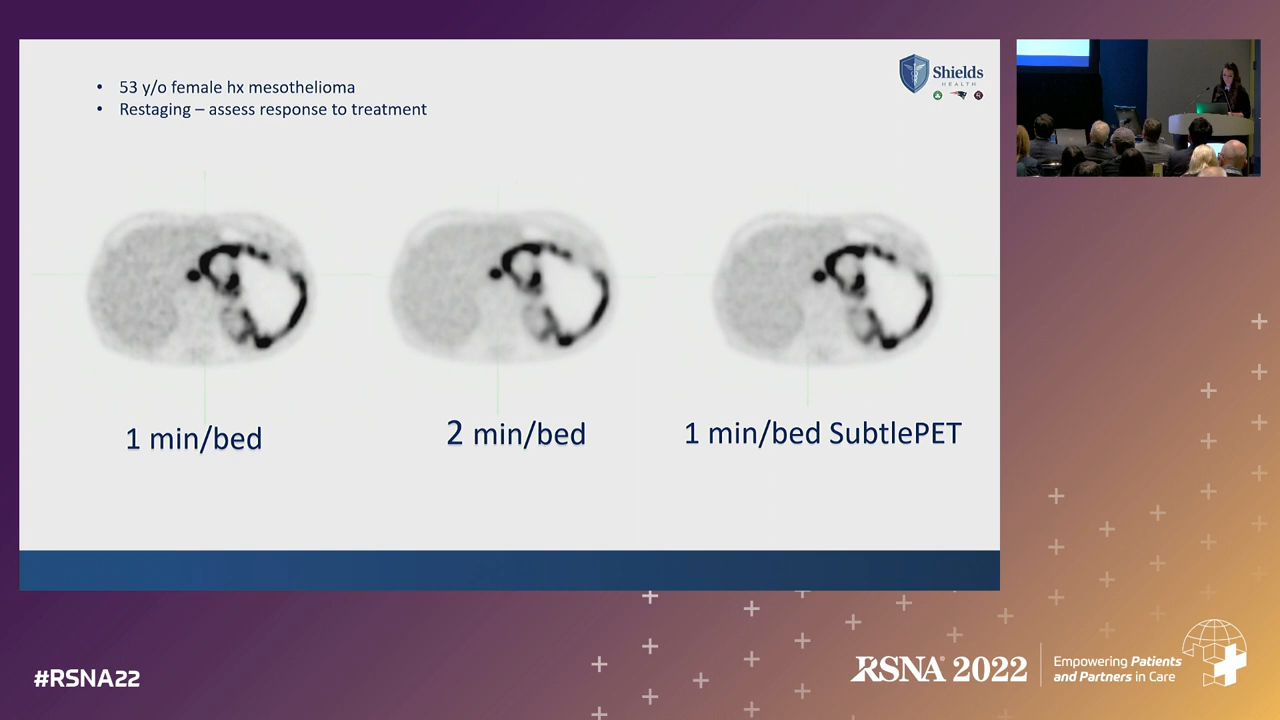 • 53 y/o female hx mesothelioma
• Restaging – assess response to treatment
Shields
HEALTH
1 min/bed
2 min/bed
1 min/bed SubtlePET
#RSNA22
RSNA® 2022
Empowering Patients
and Partners in Care